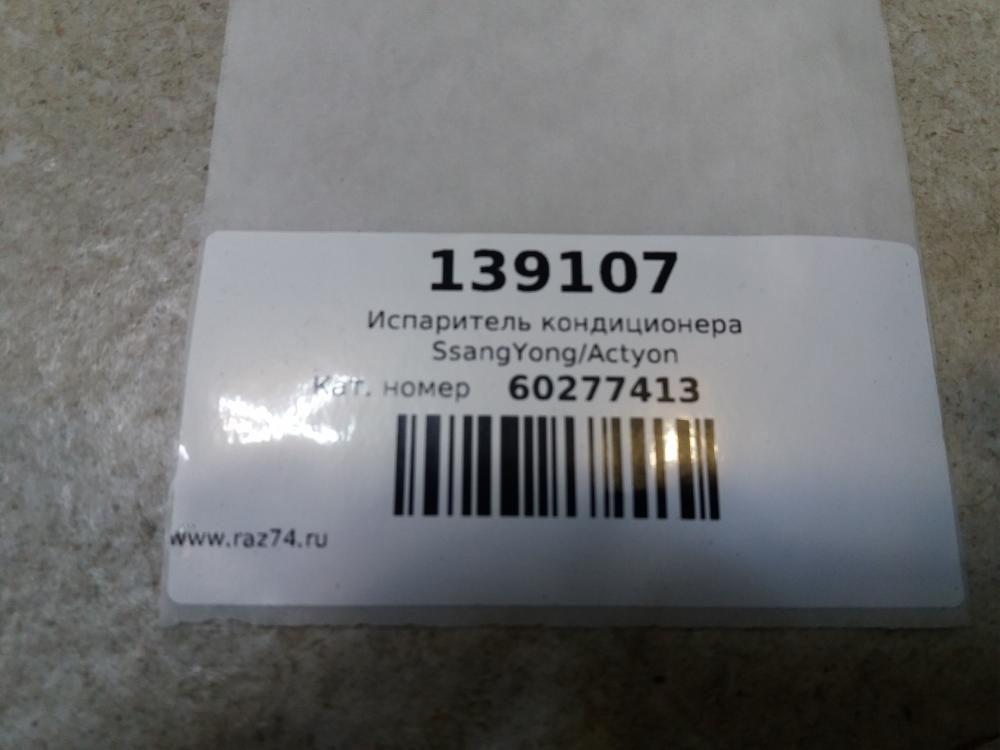 139107
Испаритель кондиционера
SsangYong/Actyon
Кат. номер 60277413
www.raz74.ru